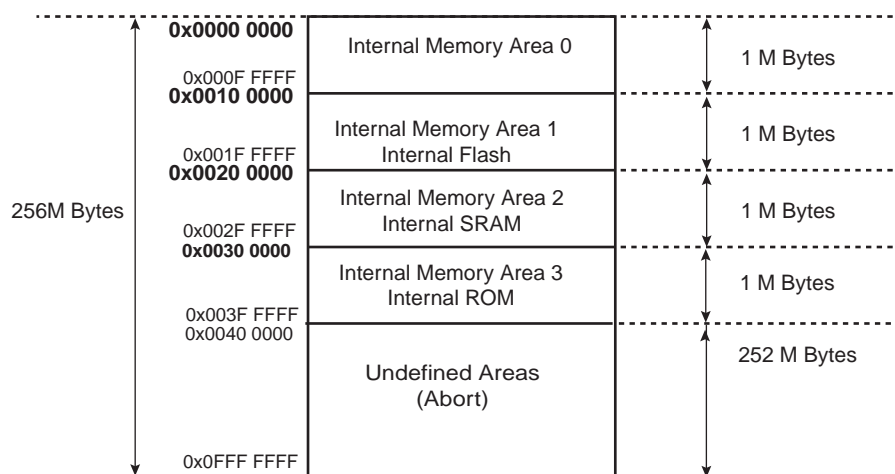 0x0000 0000
Internal Memory Area 0
1 M Bytes
0x000F FFFF
0x0010 0000
Internal Memory Area 1
Internal Flash
1 M Bytes
0x001F FFFF
0x0020 0000
256M Bytes
Internal Memory Area 2
Internal SRAM
1 M Bytes
0x002F FFFF
0x0030 0000
Internal Memory Area 3
Internal ROM
1 M Bytes
0x003F FFFF
0x0040 0000
252 M Bytes
Undefined Areas
(Abort)
0x0FFF FFFF